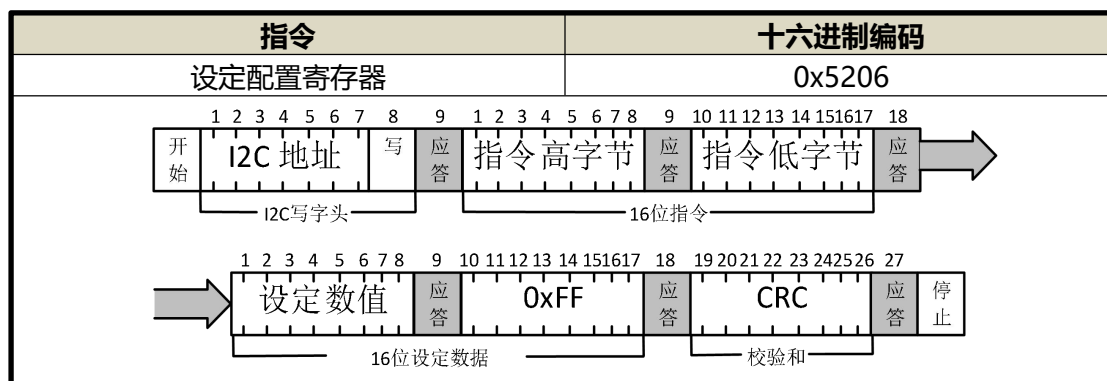 指令 十六进制编码
设定配置寄存器 0x5206
1 2 3 4 5 6 7 8 9 1 2 3 4 5 6 7 8 9 10 11 12 13 14 15 16 17 18
开始 I2C 地址 写 应答 指令高字节 应答 指令低字节 应答
I2C写字头 16位指令
1 2 3 4 5 6 7 8 9 10 11 12 13 14 15 16 17 18 19 20 21 22 23 24 25 26 27
设定数值 应答 0xFF 应答 CRC 应答 停止
16位设定数据 校验和